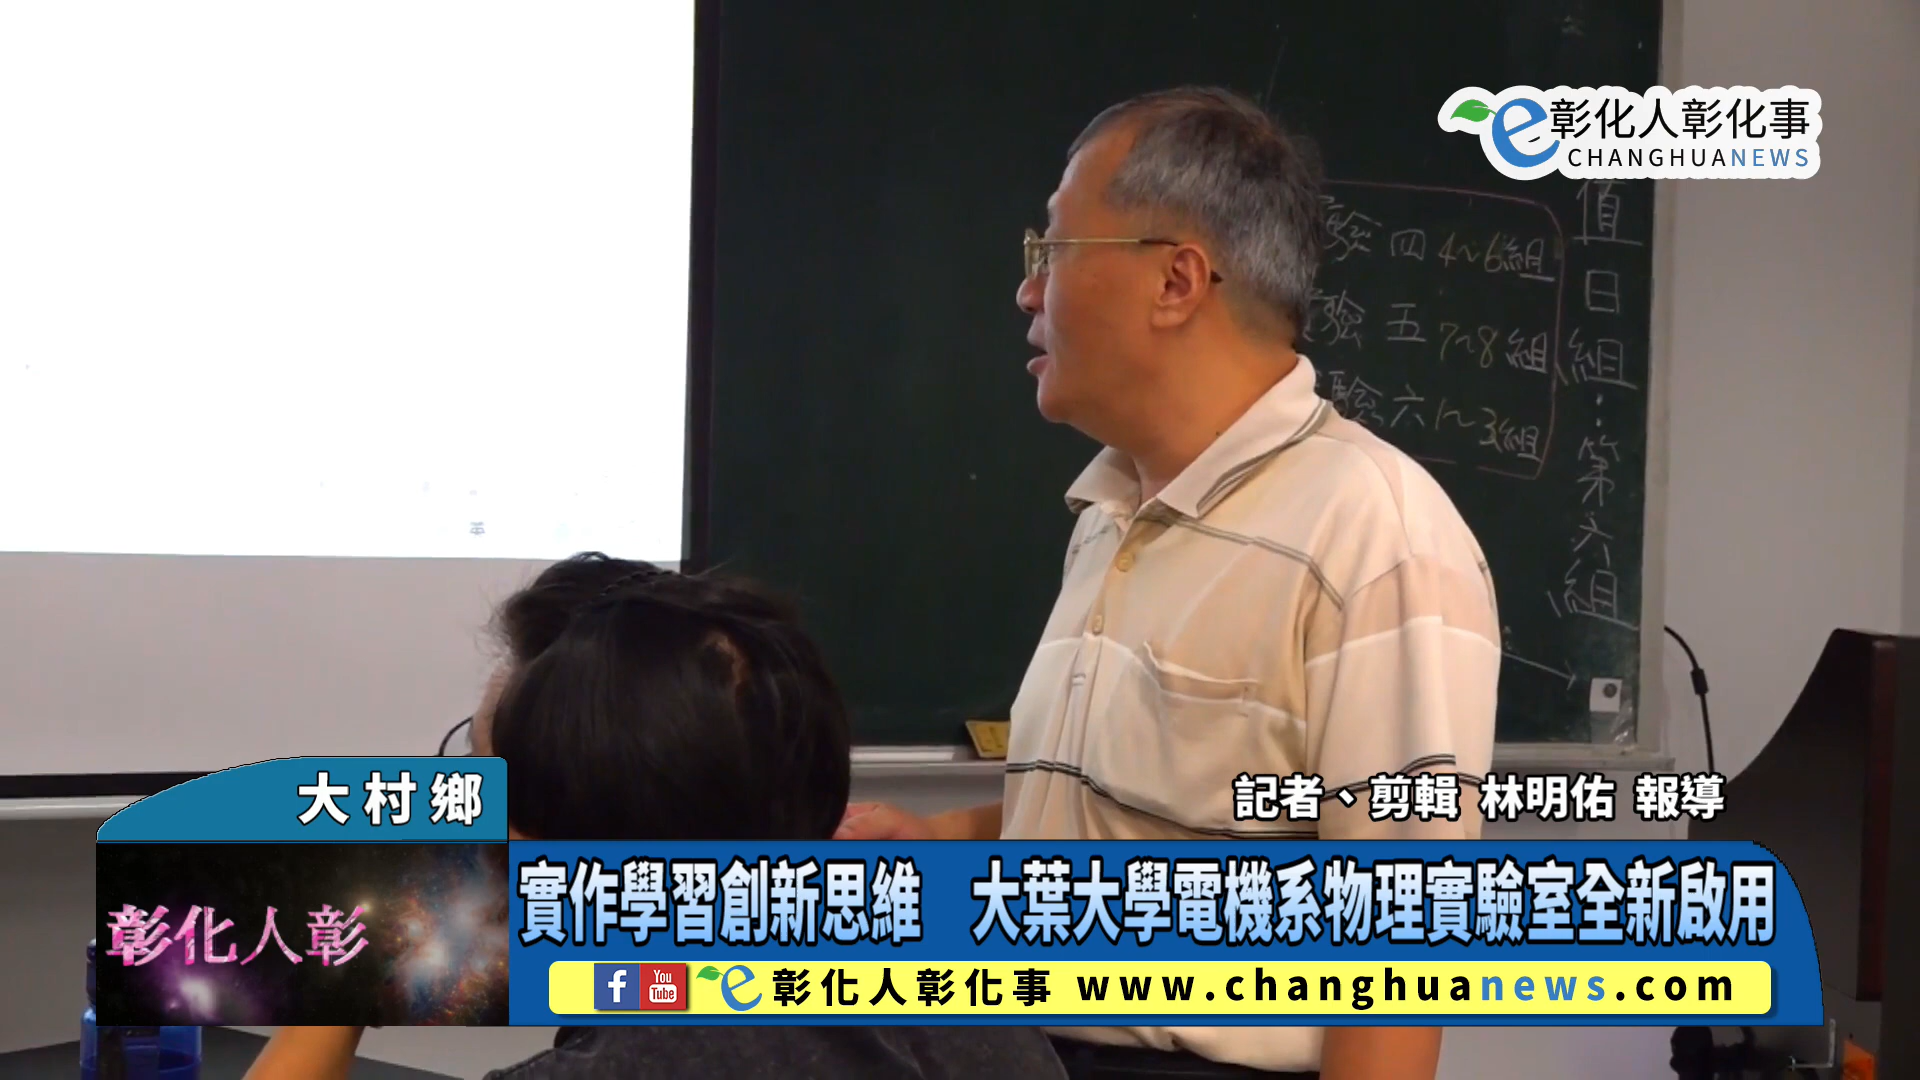 彰化人彰化事
CHANGHUANEWS
驗四 4~6組
驗五 7~8組
驗六 1~3組
值日組:第六組
英
大村鄉
記者、剪輯 林明佑 報導
彰化人彰
實作學習創新思維 大葉大學電機系物理實驗室全新啟用
f You Tube e 彰化人彰化事 www.changhuanews.com